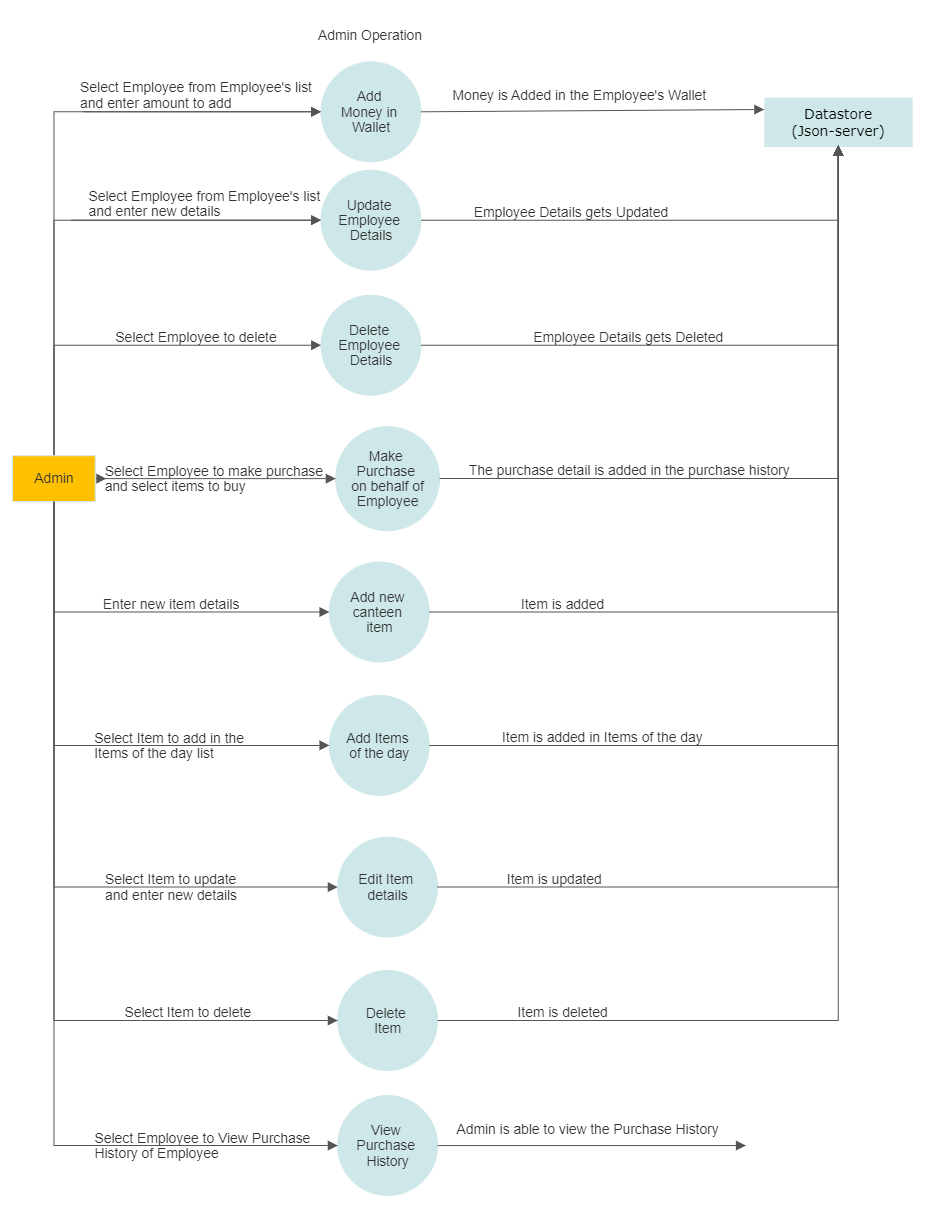 Admin Operation
Select Employee from Employee's list
and enter amount to add
Add
Money in
Wallet
Money is Added in the Employee's Wallet
Datastore
(Json-server)
Select Employee from Employee's list
and enter new details
Update
Employee
Details
Employee Details gets Updated
Select Employee to delete
Delete
Employee
Details
Employee Details gets Deleted
Admin
Select Employee to make purchase
and select items to buy
Make
Purchase
on behalf of
Employee
The purchase detail is added in the purchase history
Enter new item details
Add new
canteen
item
Item is added
Select Item to add in the
Items of the day list
Add Items
of the day
Item is added in Items of the day
Select Item to update
and enter new details
Edit Item
details
Item is updated
Select Item to delete
Delete
Item
Item is deleted
Select Employee to View Purchase
History of Employee
View
Purchase
History
Admin is able to view the Purchase History